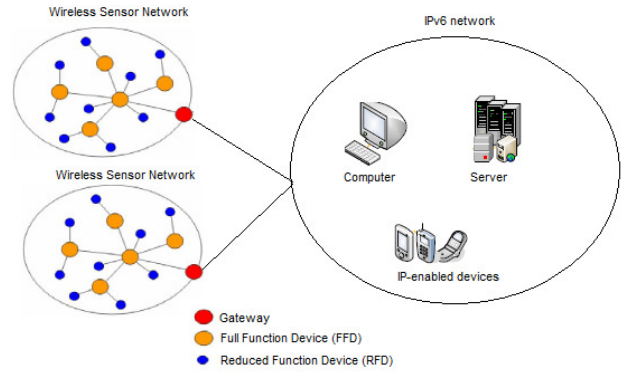 Wireless Sensor Network
IPv6 network
Computer
Server
Wireless Sensor Network
IP-enabled devices
Gateway
Full Function Device (FFD)
Reduced Function Device (RFD)